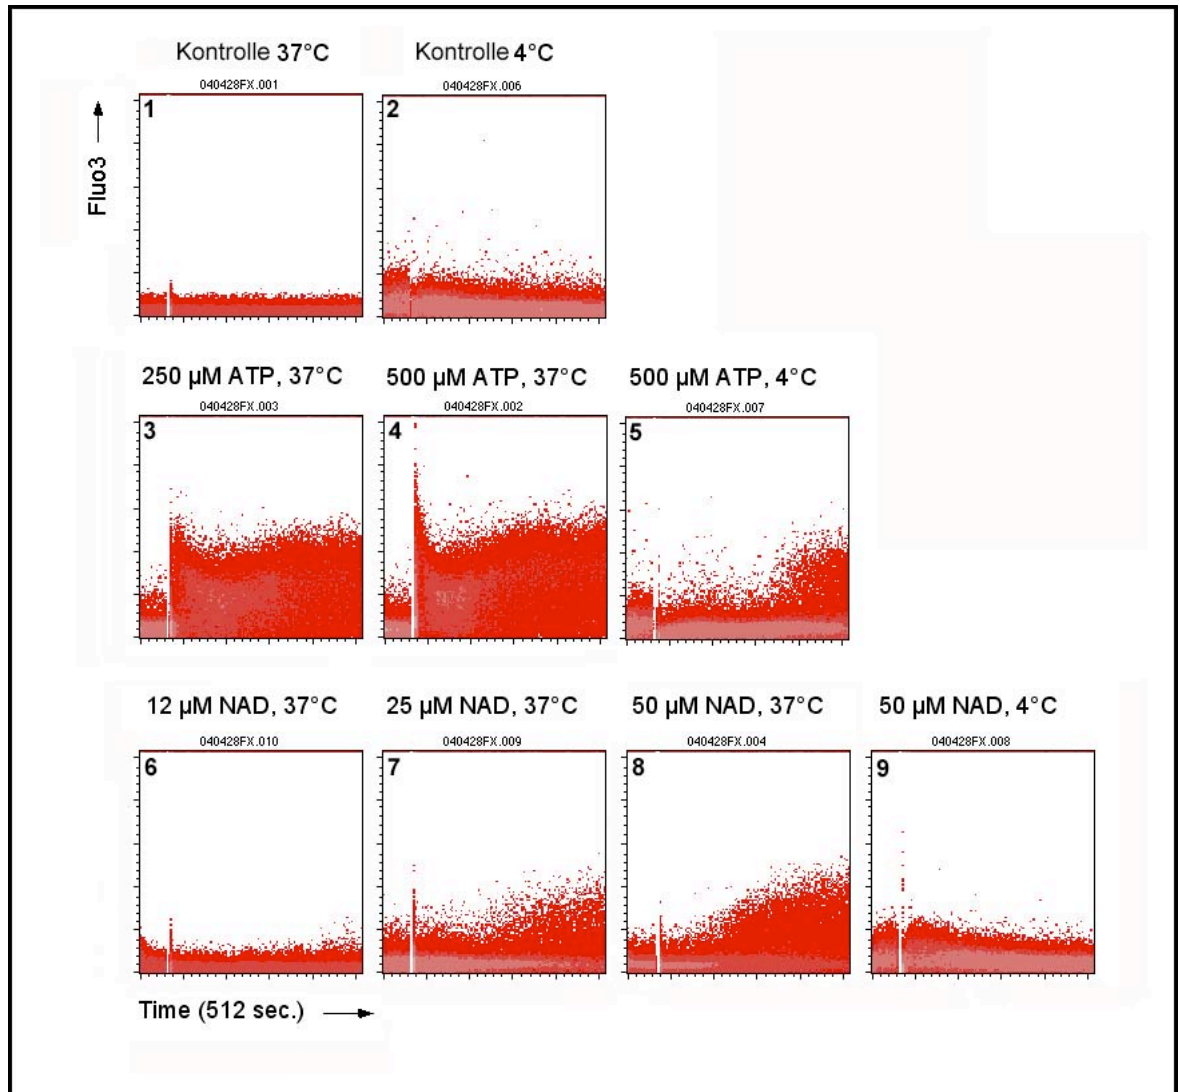 Kontrolle 37°C Kontrolle 4°C
040428FX.001 040428FX.006
1 2
Fluo3
250 µM ATP, 37°C 500 µM ATP, 37°C 500 µM ATP, 4°C
040428FX.003 040428FX.002 040428FX.007
3 4 5
12 µM NAD, 37°C 25 µM NAD, 37°C 50 µM NAD, 37°C 50 µM NAD, 4°C
040428FX.010 040428FX.009 040428FX.004 040428FX.008
6 7 8 9
Time (512 sec.)